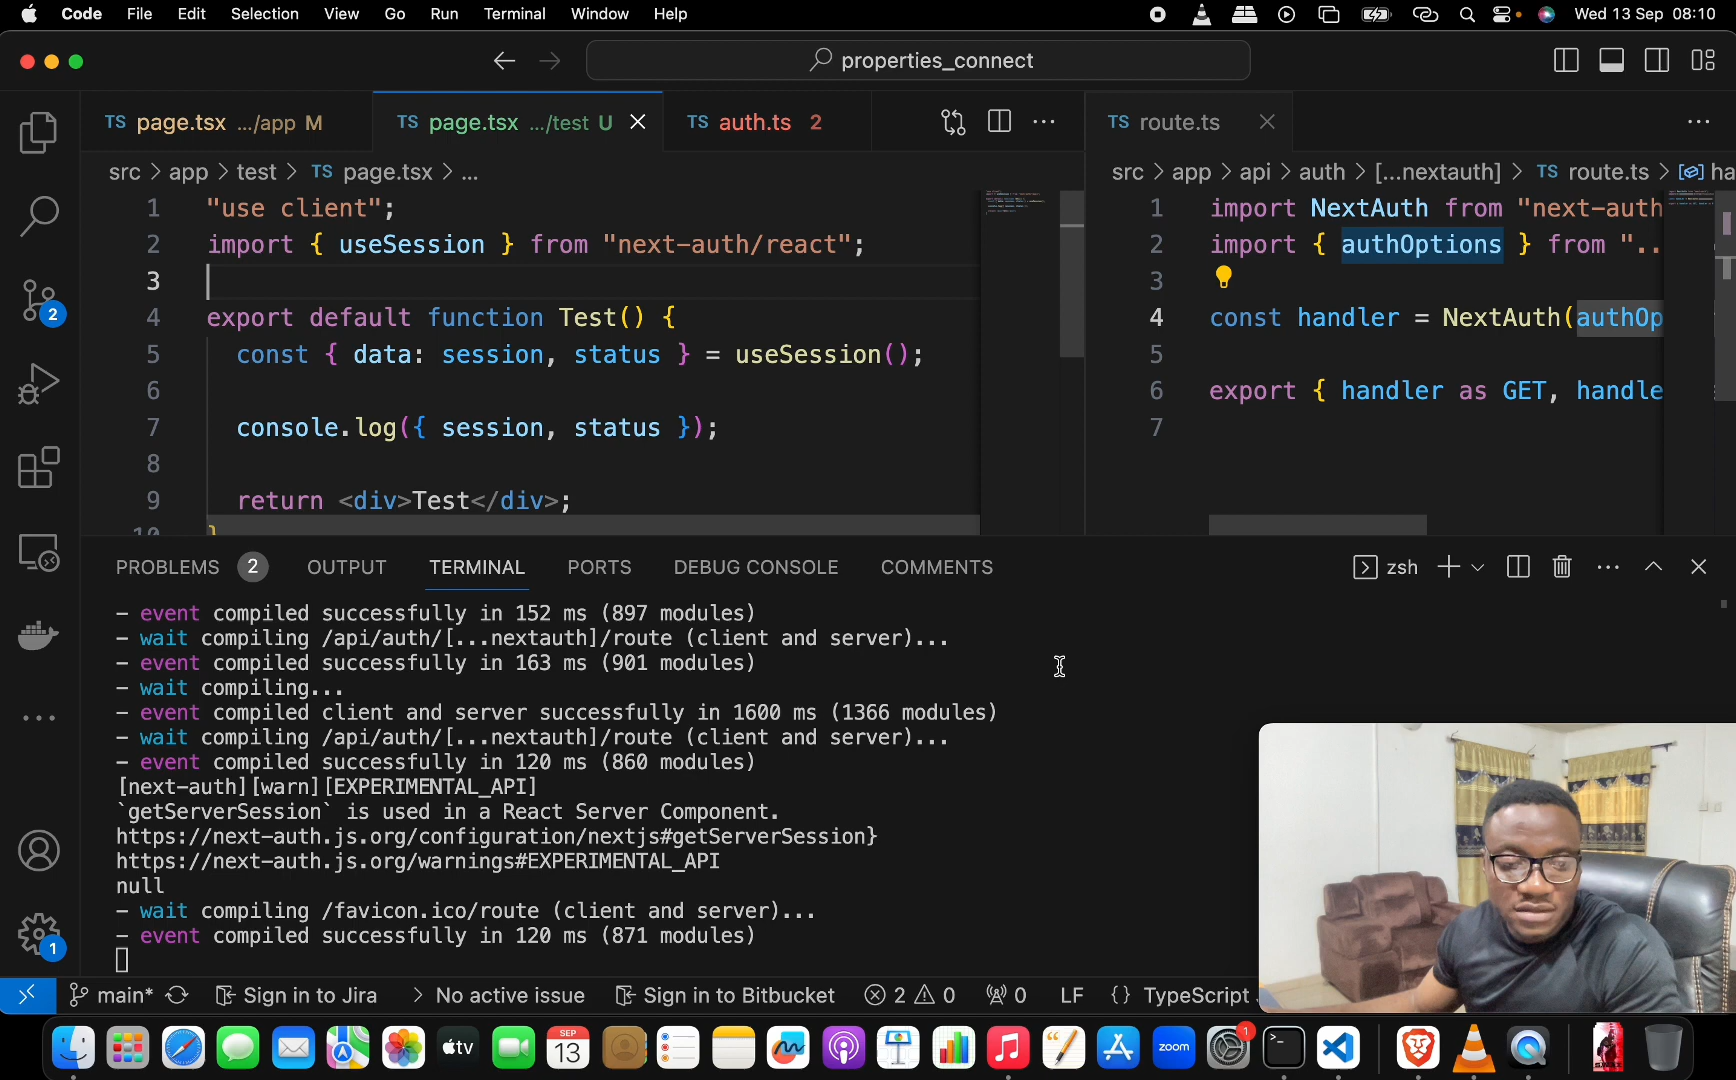 Code File Edit Selection View Go Run Terminal Window Help Wed 13 Sep 08:10
properties_connect
TS page.tsx .../app M TS page.tsx .../test U TS auth.ts 2 TS route.ts
src > app > test > TS page.tsx > ...
src > app > api > auth > [...nextauth] > TS route.ts > ha
1 "use client";
2 import { useSession } from "next-auth/react";
3
4 export default function Test() {
5 const { data: session, status } = useSession();
6
7 console.log({ session, status });
8
9 return <div>Test</div>;
10 }
1 import NextAuth from "next-auth
2 import { authOptions } from "..
3
4 const handler = NextAuth(authOp
5
6 export { handler as GET, handle
7
PROBLEMS 2 OUTPUT TERMINAL PORTS DEBUG CONSOLE COMMENTS zsh
- event compiled successfully in 152 ms (897 modules)
- wait compiling /api/auth/[...nextauth]/route (client and server)...
- event compiled successfully in 163 ms (901 modules)
- wait compiling...
- event compiled client and server successfully in 1600 ms (1366 modules)
- wait compiling /api/auth/[...nextauth]/route (client and server)...
- event compiled successfully in 120 ms (860 modules)
[next-auth][warn][EXPERIMENTAL_API]
`getServerSession` is used in a React Server Component.
https://next-auth.js.org/configuration/nextjs#getServerSession}
https://next-auth.js.org/warnings#EXPERIMENTAL_API
null
- wait compiling /favicon.ico/route (client and server)...
- event compiled successfully in 120 ms (871 modules)
2
1
main* Sign in to Jira > No active issue Sign in to Bitbucket 2 0 0 LF {} TypeScript
tv SEP 13 zoom 1